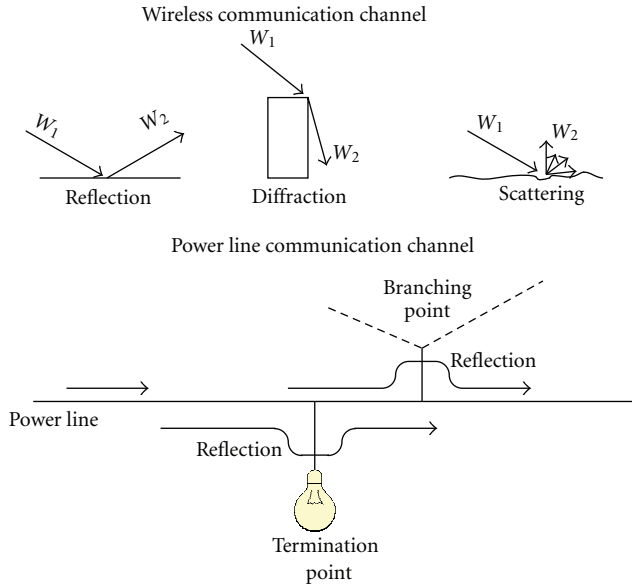 Wireless communication channel
W1
W2
Reflection
W1
W2
Diffraction
W1
W2
Scattering
Power line communication channel
Branching
point
Reflection
Power line
Reflection
Termination
point